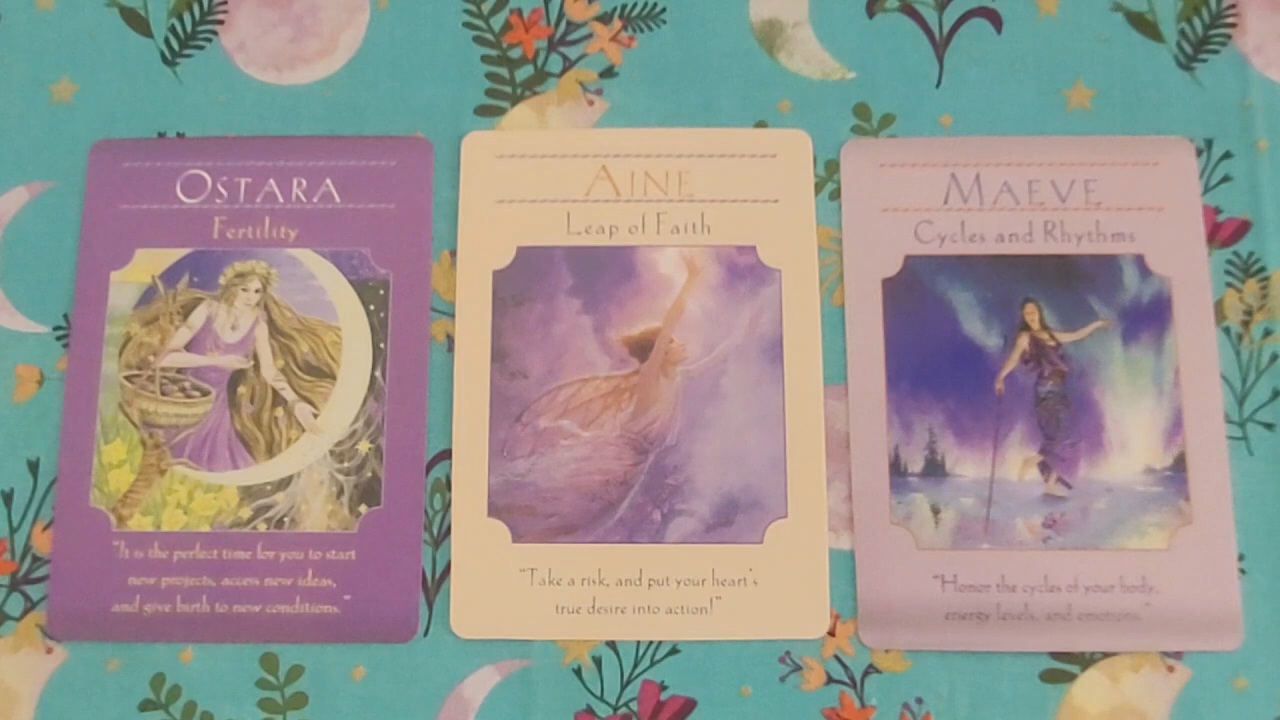 OSTARA
Fertility
"It is the perfect time for you to start
new projects, access new ideas,
and give birth to new conditions."
AINE
Leap of Faith
"Take a risk, and put your heart's
true desire into action!"
MAEVE
Cycles and Rhythms
"Honor the cycles of your body,
energy levels, and emotions."